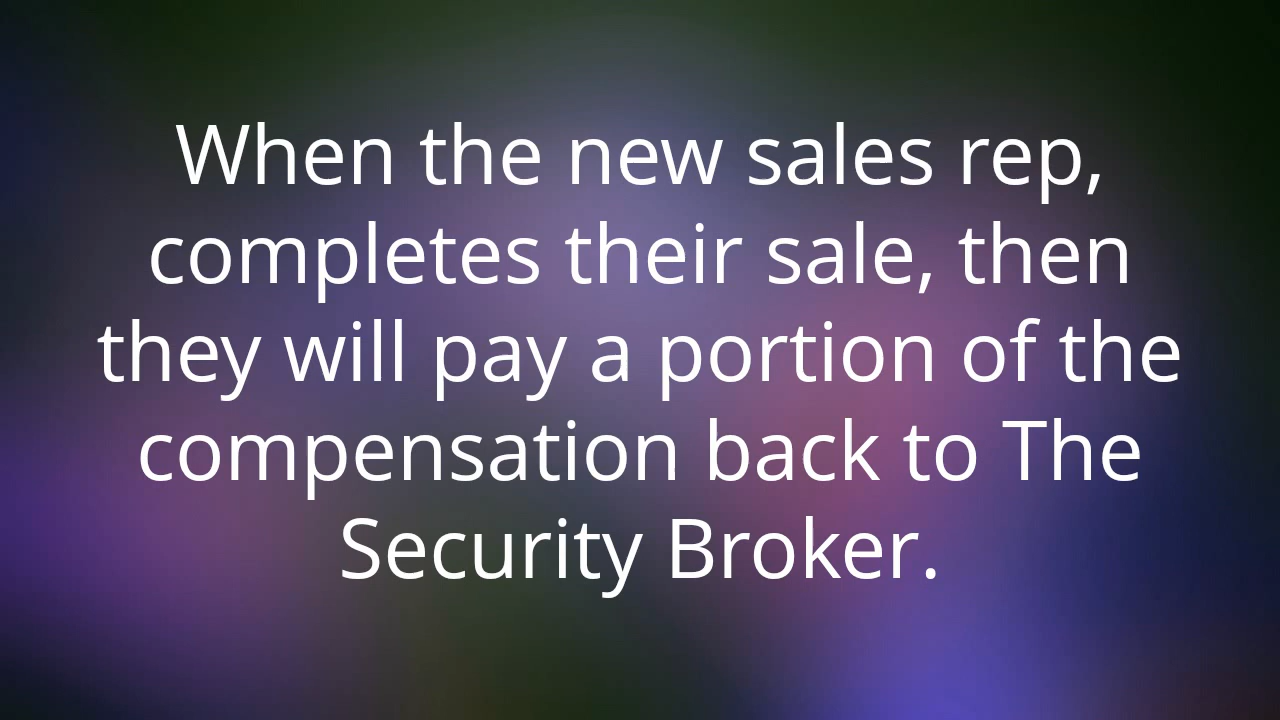 When the new sales rep,
completes their sale, then
they will pay a portion of the
compensation back to The
Security Broker.